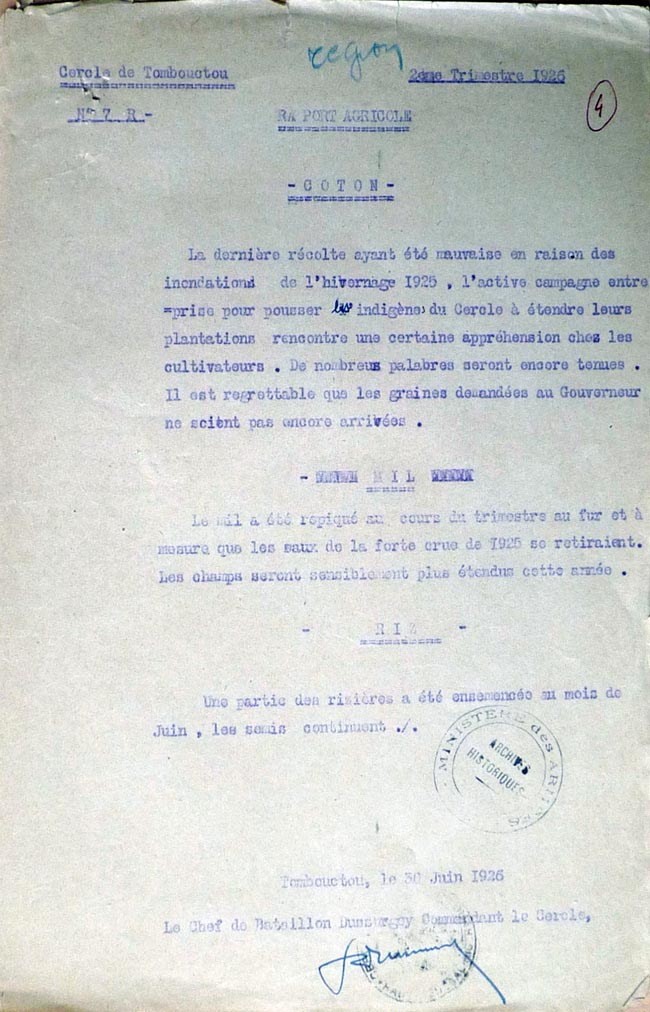 région
Cercle de Tombouctou
2ème Trimestre 1926
4
N° 7 R -
RAPPORT AGRICOLE
- C O T O N -
La dernière récolte ayant été mauvaise en raison des
inondations de l'hivernage 1925 , l'active campagne entre
=prise pour pousser les indigènes du Cercle à étendre leurs
plantations rencontre une certaine appréhension chez les
cultivateurs . De nombreus palabres seront encore tenues .
Il est regrettable que les graines demandées au Gouverneur
ne soient pas encore arrivées .
- M I L
Le mil a été repiqué au cours du trimestre au fur et à
mesure que les eaux de la forte crue de 1925 se retiraient.
Les champs seront sensiblement plus étendus cette année .
- R I Z -
Une partie des rizières a été ensemencée au mois de
Juin , les semis continuent ./.
MINISTERE des ARMEES
ARCHIVES
HISTORIQUES
Tombouctou, le 30 Juin 1926
Le Chef de Bataillon Dussurgey Commandant le Cercle,